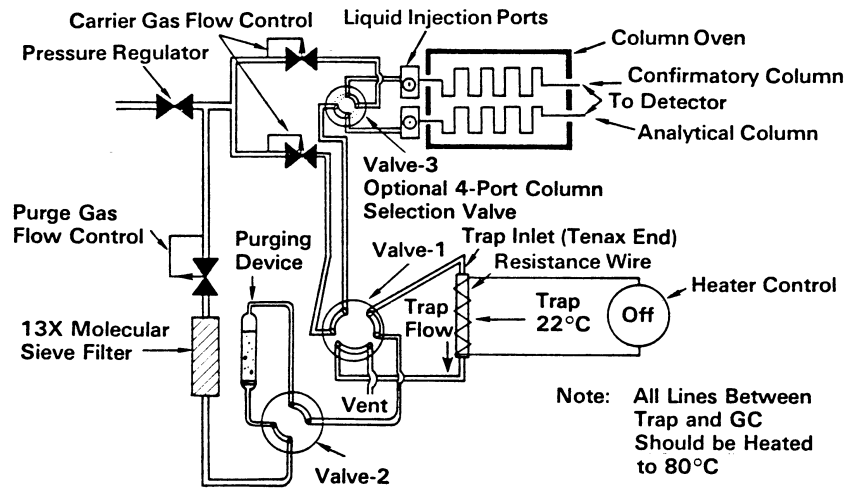 Carrier Gas Flow Control
Liquid Injection Ports
Pressure Regulator
Column Oven
Confirmatory Column
To Detector
Analytical Column
Valve-3
Optional 4-Port Column
Selection Valve
Purge Gas
Flow Control
Purging
Device
Valve-1
Trap Inlet (Tenax End)
Resistance Wire
Heater Control
Trap
Flow
Trap
22°C
Off
13X Molecular
Sieve Filter
Vent
Valve-2
Note: All Lines Between
Trap and GC
Should be Heated
to 80°C